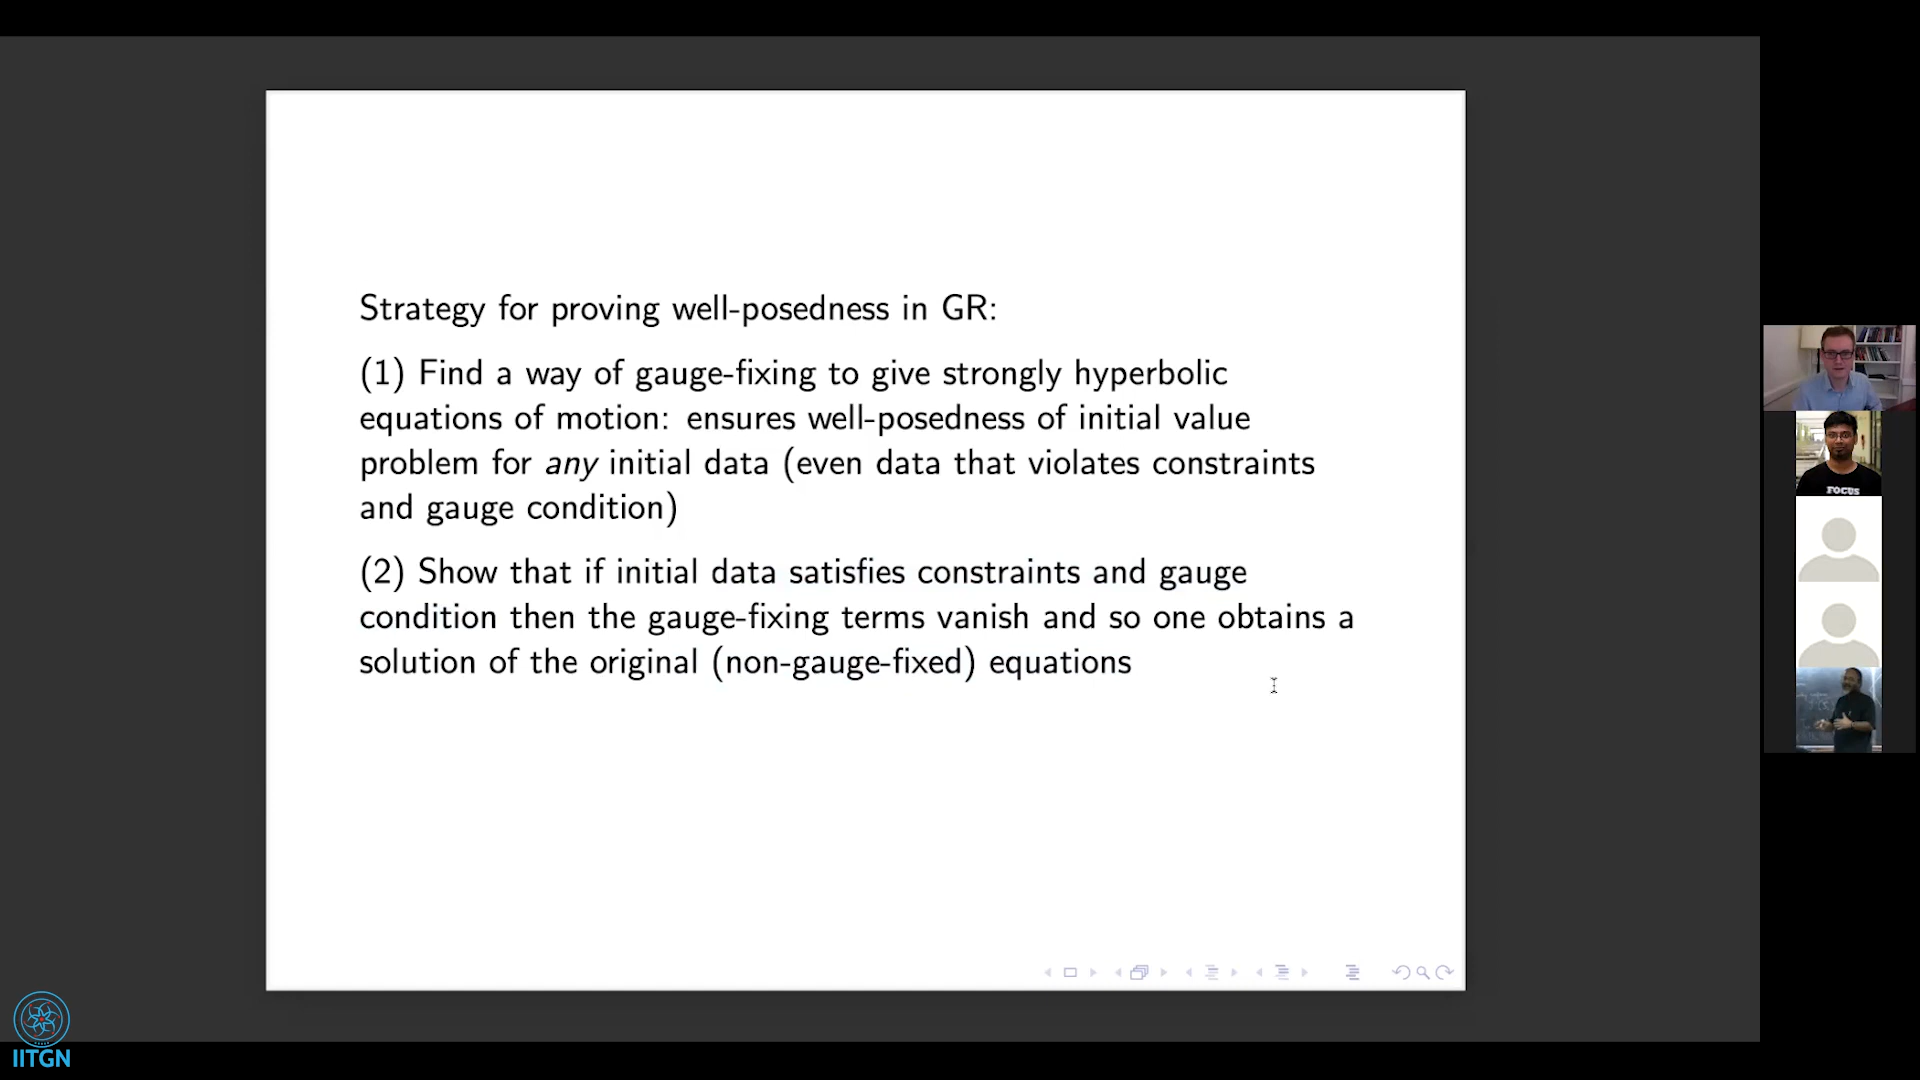 Strategy for proving well-posedness in GR:
(1) Find a way of gauge-fixing to give strongly hyperbolic
equations of motion: ensures well-posedness of initial value
problem for any initial data (even data that violates constraints
and gauge condition)
(2) Show that if initial data satisfies constraints and gauge
condition then the gauge-fixing terms vanish and so one obtains a
solution of the original (non-gauge-fixed) equations
FOCUS
IITGN